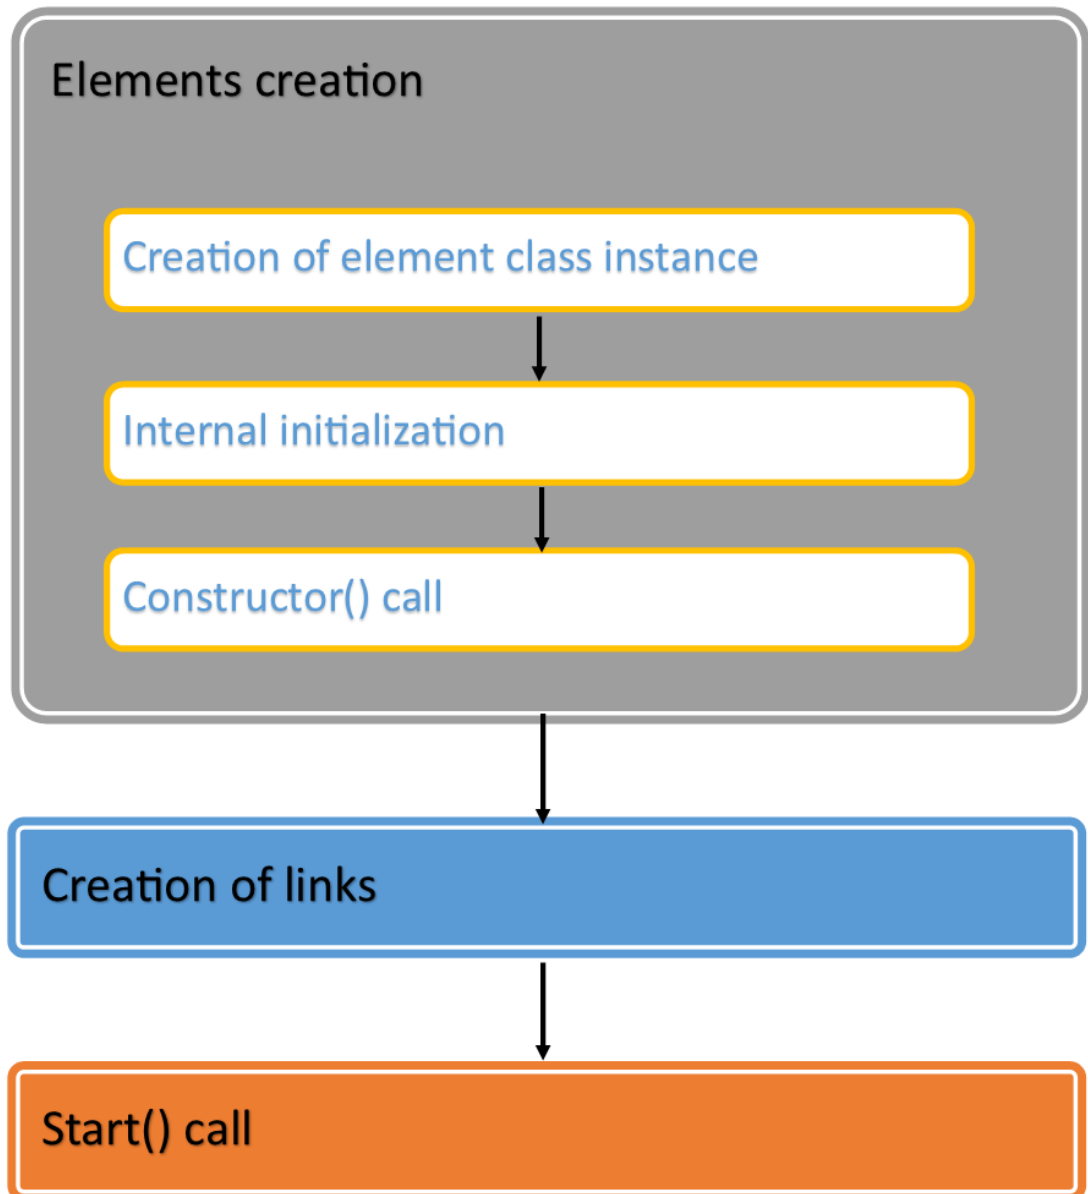 Elements creation
Creation of element class instance
Internal initialization
Constructor() call
Creation of links
Start() call